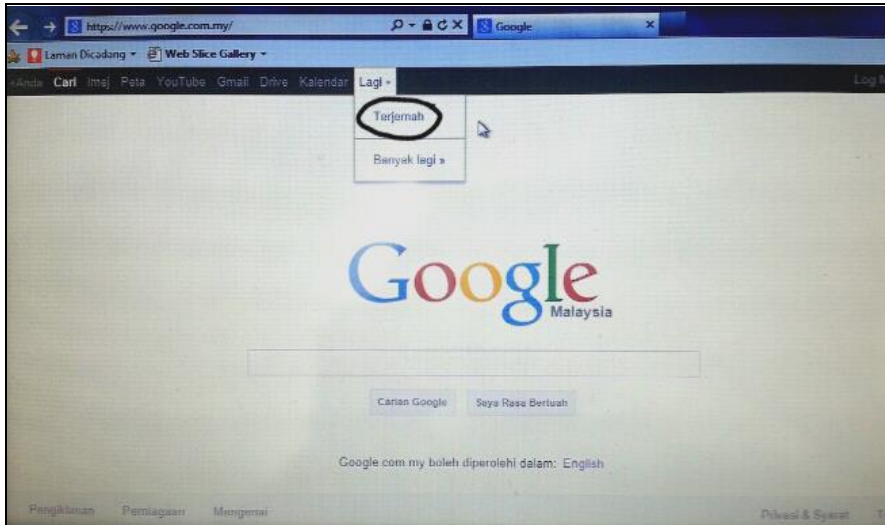 https://www.google.com.my/ Google
Laman Dicadang Web Slice Gallery
+Anda Cari Imej Peta YouTube Gmail Drive Kalendar Lagi Log M
Terjemah
Banyak lagi »
Google
Malaysia
Carian Google Saya Rasa Bertuah
Google.com.my boleh diperolehi dalam: English
Pengiklanan Perniagaan Mengenai Privasi & Syarat T